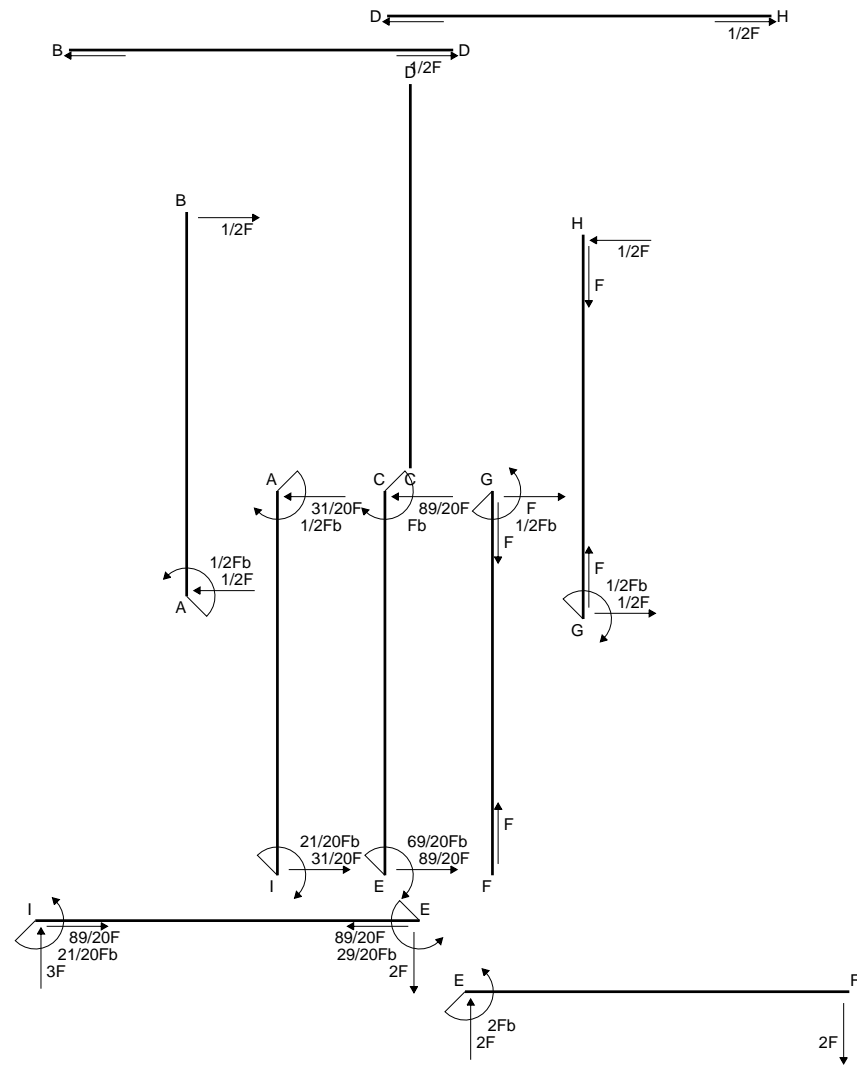 D H
1/2F
B D
1/2F
D
B
1/2F
H
1/2F
F
A
31/20F
1/2Fb
C C
89/20F
Fb
G
F
1/2Fb
F
1/2Fb
1/2F
A
F
1/2Fb
1/2F
G
21/20Fb
31/20F
I
69/20Fb
89/20F
E
F
F
I E
89/20F
21/20Fb
3F
89/20F
29/20Fb
2F
E F
2Fb
2F
2F